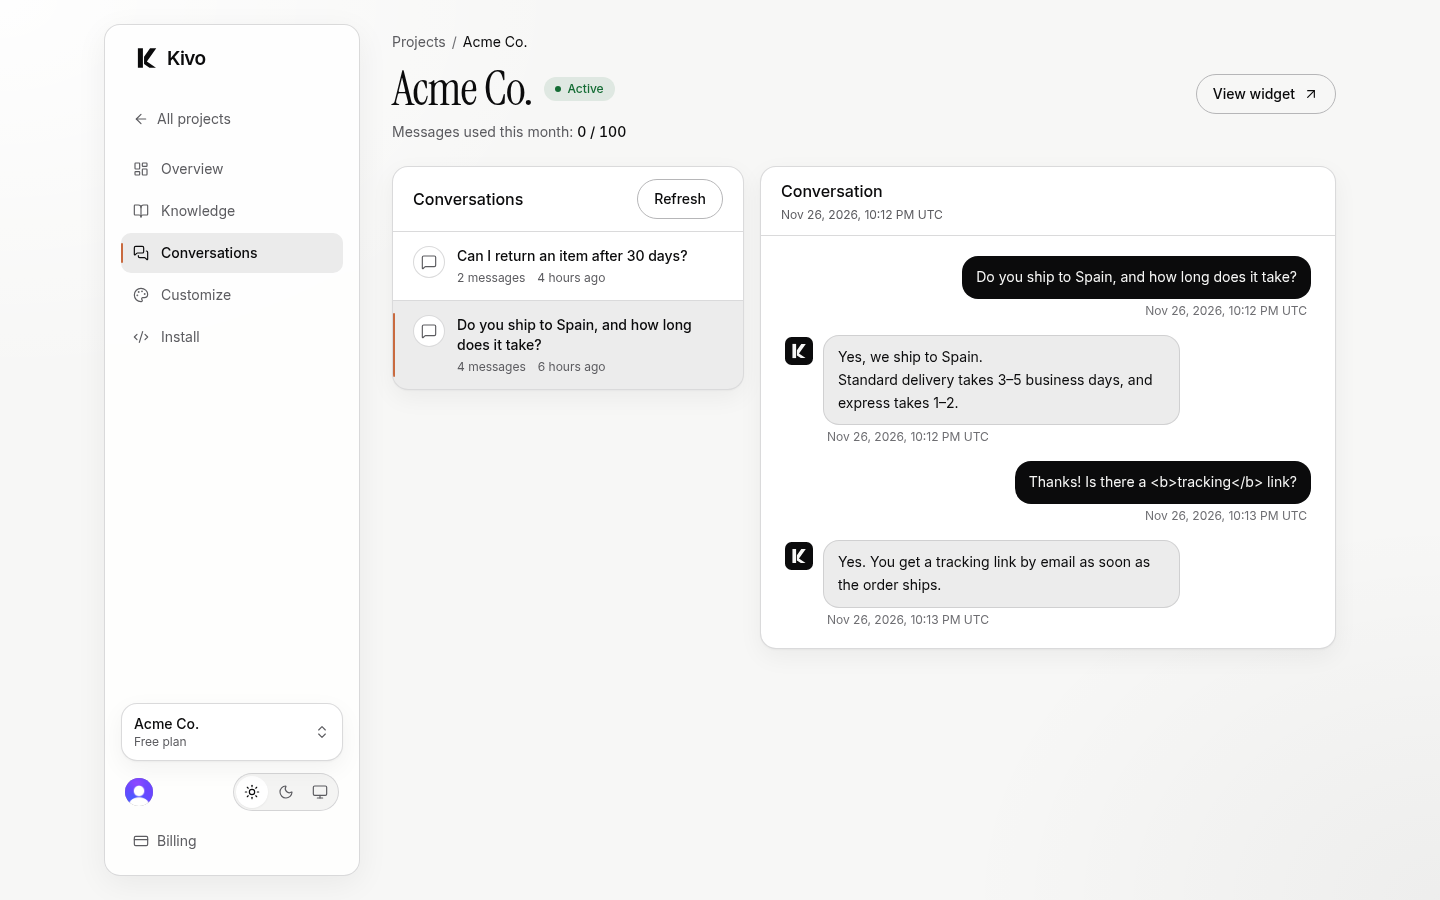 Kivo
All projects
Overview
Knowledge
Conversations
Customize
Install
Acme Co.
Free plan
Billing
Projects / Acme Co.
Acme Co.
Active
Messages used this month: 0 / 100
View widget
Conversations
Refresh
Can I return an item after 30 days?
2 messages 4 hours ago
Do you ship to Spain, and how long
does it take?
4 messages 6 hours ago
Conversation
Nov 26, 2026, 10:12 PM UTC
Do you ship to Spain, and how long does it take?
Nov 26, 2026, 10:12 PM UTC
Yes, we ship to Spain.
Standard delivery takes 3–5 business days, and
express takes 1–2.
Nov 26, 2026, 10:12 PM UTC
Thanks! Is there a <b>tracking</b> link?
Nov 26, 2026, 10:13 PM UTC
Yes. You get a tracking link by email as soon as
the order ships.
Nov 26, 2026, 10:13 PM UTC